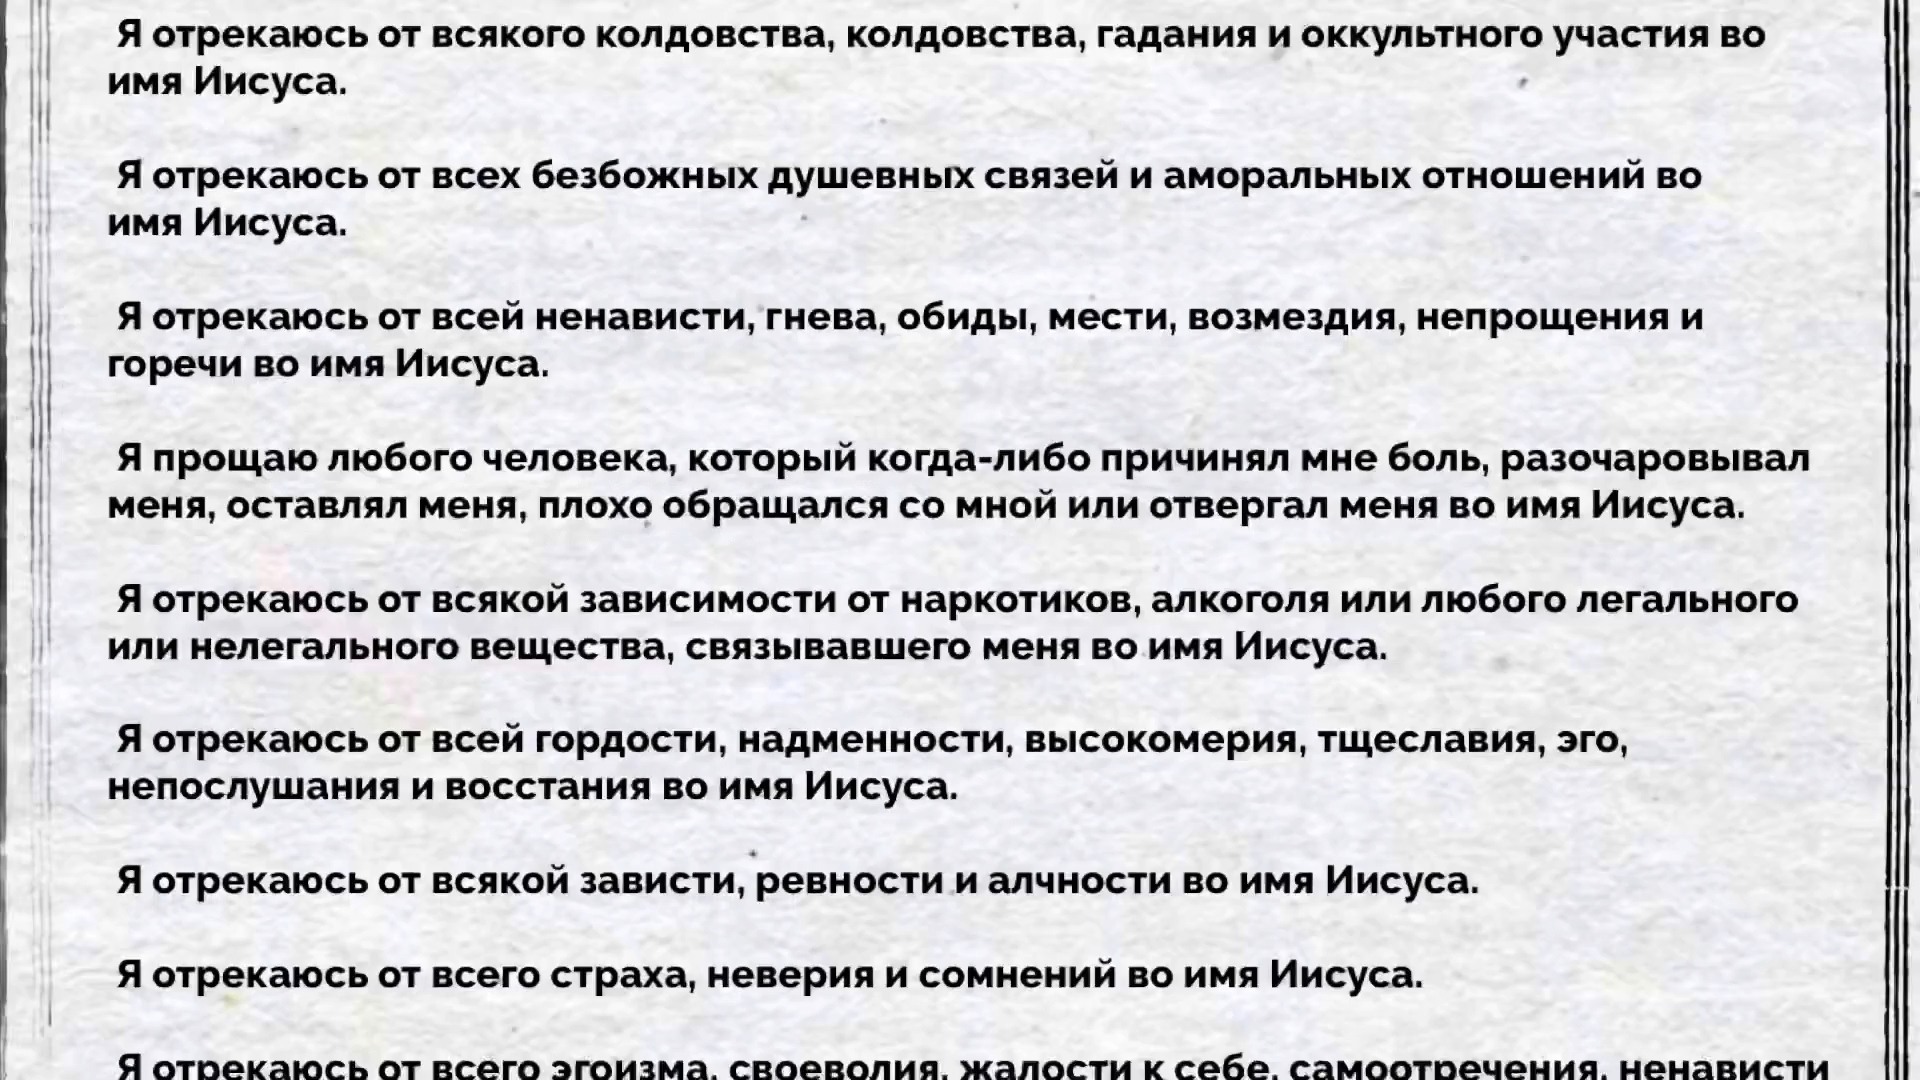 Я отрекаюсь от всякого колдовства, колдовства, гадания и оккультного участия во
имя Иисуса.
Я отрекаюсь от всех безбожных душевных связей и аморальных отношений во
имя Иисуса.
Я отрекаюсь от всей ненависти, гнева, обиды, мести, возмездия, непрощения и
горечи во имя Иисуса.
Я прощаю любого человека, который когда-либо причинял мне боль, разочаровывал
меня, оставлял меня, плохо обращался со мной или отвергал меня во имя Иисуса.
Я отрекаюсь от всякой зависимости от наркотиков, алкоголя или любого легального
или нелегального вещества, связывавшего меня во имя Иисуса.
Я отрекаюсь от всей гордости, надменности, высокомерия, тщеславия, эго,
непослушания и восстания во имя Иисуса.
Я отрекаюсь от всякой зависти, ревности и алчности во имя Иисуса.
Я отрекаюсь от всего страха, неверия и сомнений во имя Иисуса.
Я отрекаюсь от всего эгоизма, своеволия, жалости к себе, самоотречения, ненависти